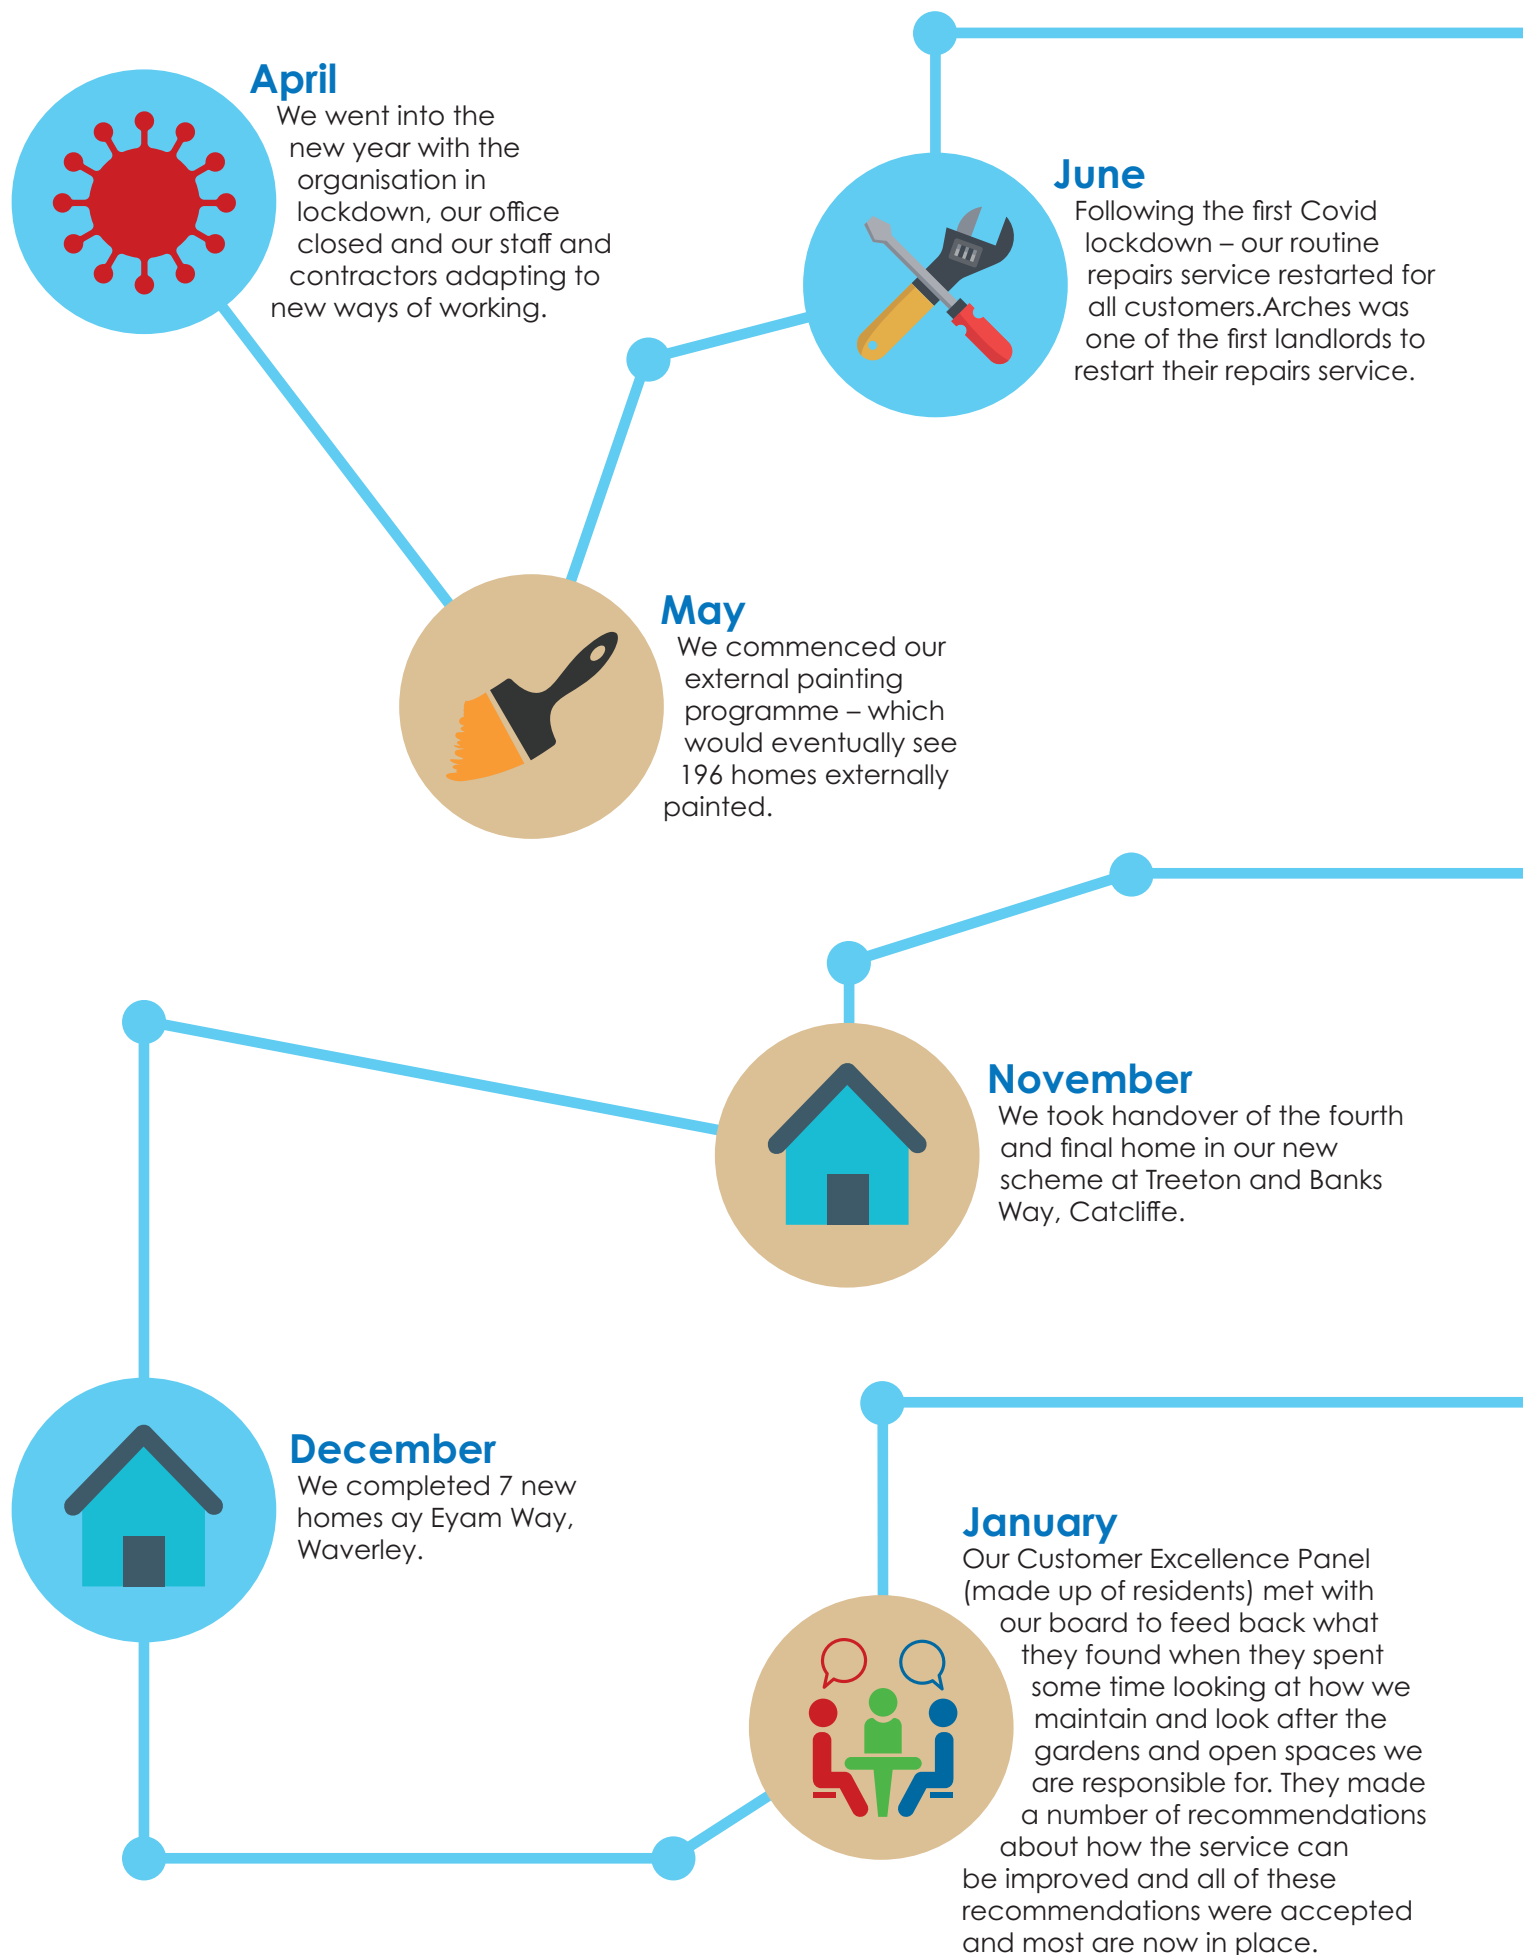 April
We went into the
new year with the
organisation in
lockdown, our office
closed and our staff and
contractors adapting to
new ways of working.
June
Following the first Covid
lockdown – our routine
repairs service restarted for
all customers.Arches was
one of the first landlords to
restart their repairs service.
May
We commenced our
external painting
programme – which
would eventually see
196 homes externally
painted.
November
We took handover of the fourth
and final home in our new
scheme at Treeton and Banks
Way, Catcliffe.
December
We completed 7 new
homes ay Eyam Way,
Waverley.
January
Our Customer Excellence Panel
(made up of residents) met with
our board to feed back what
they found when they spent
some time looking at how we
maintain and look after the
gardens and open spaces we
are responsible for. They made
a number of recommendations
about how the service can
be improved and all of these
recommendations were accepted
and most are now in place.